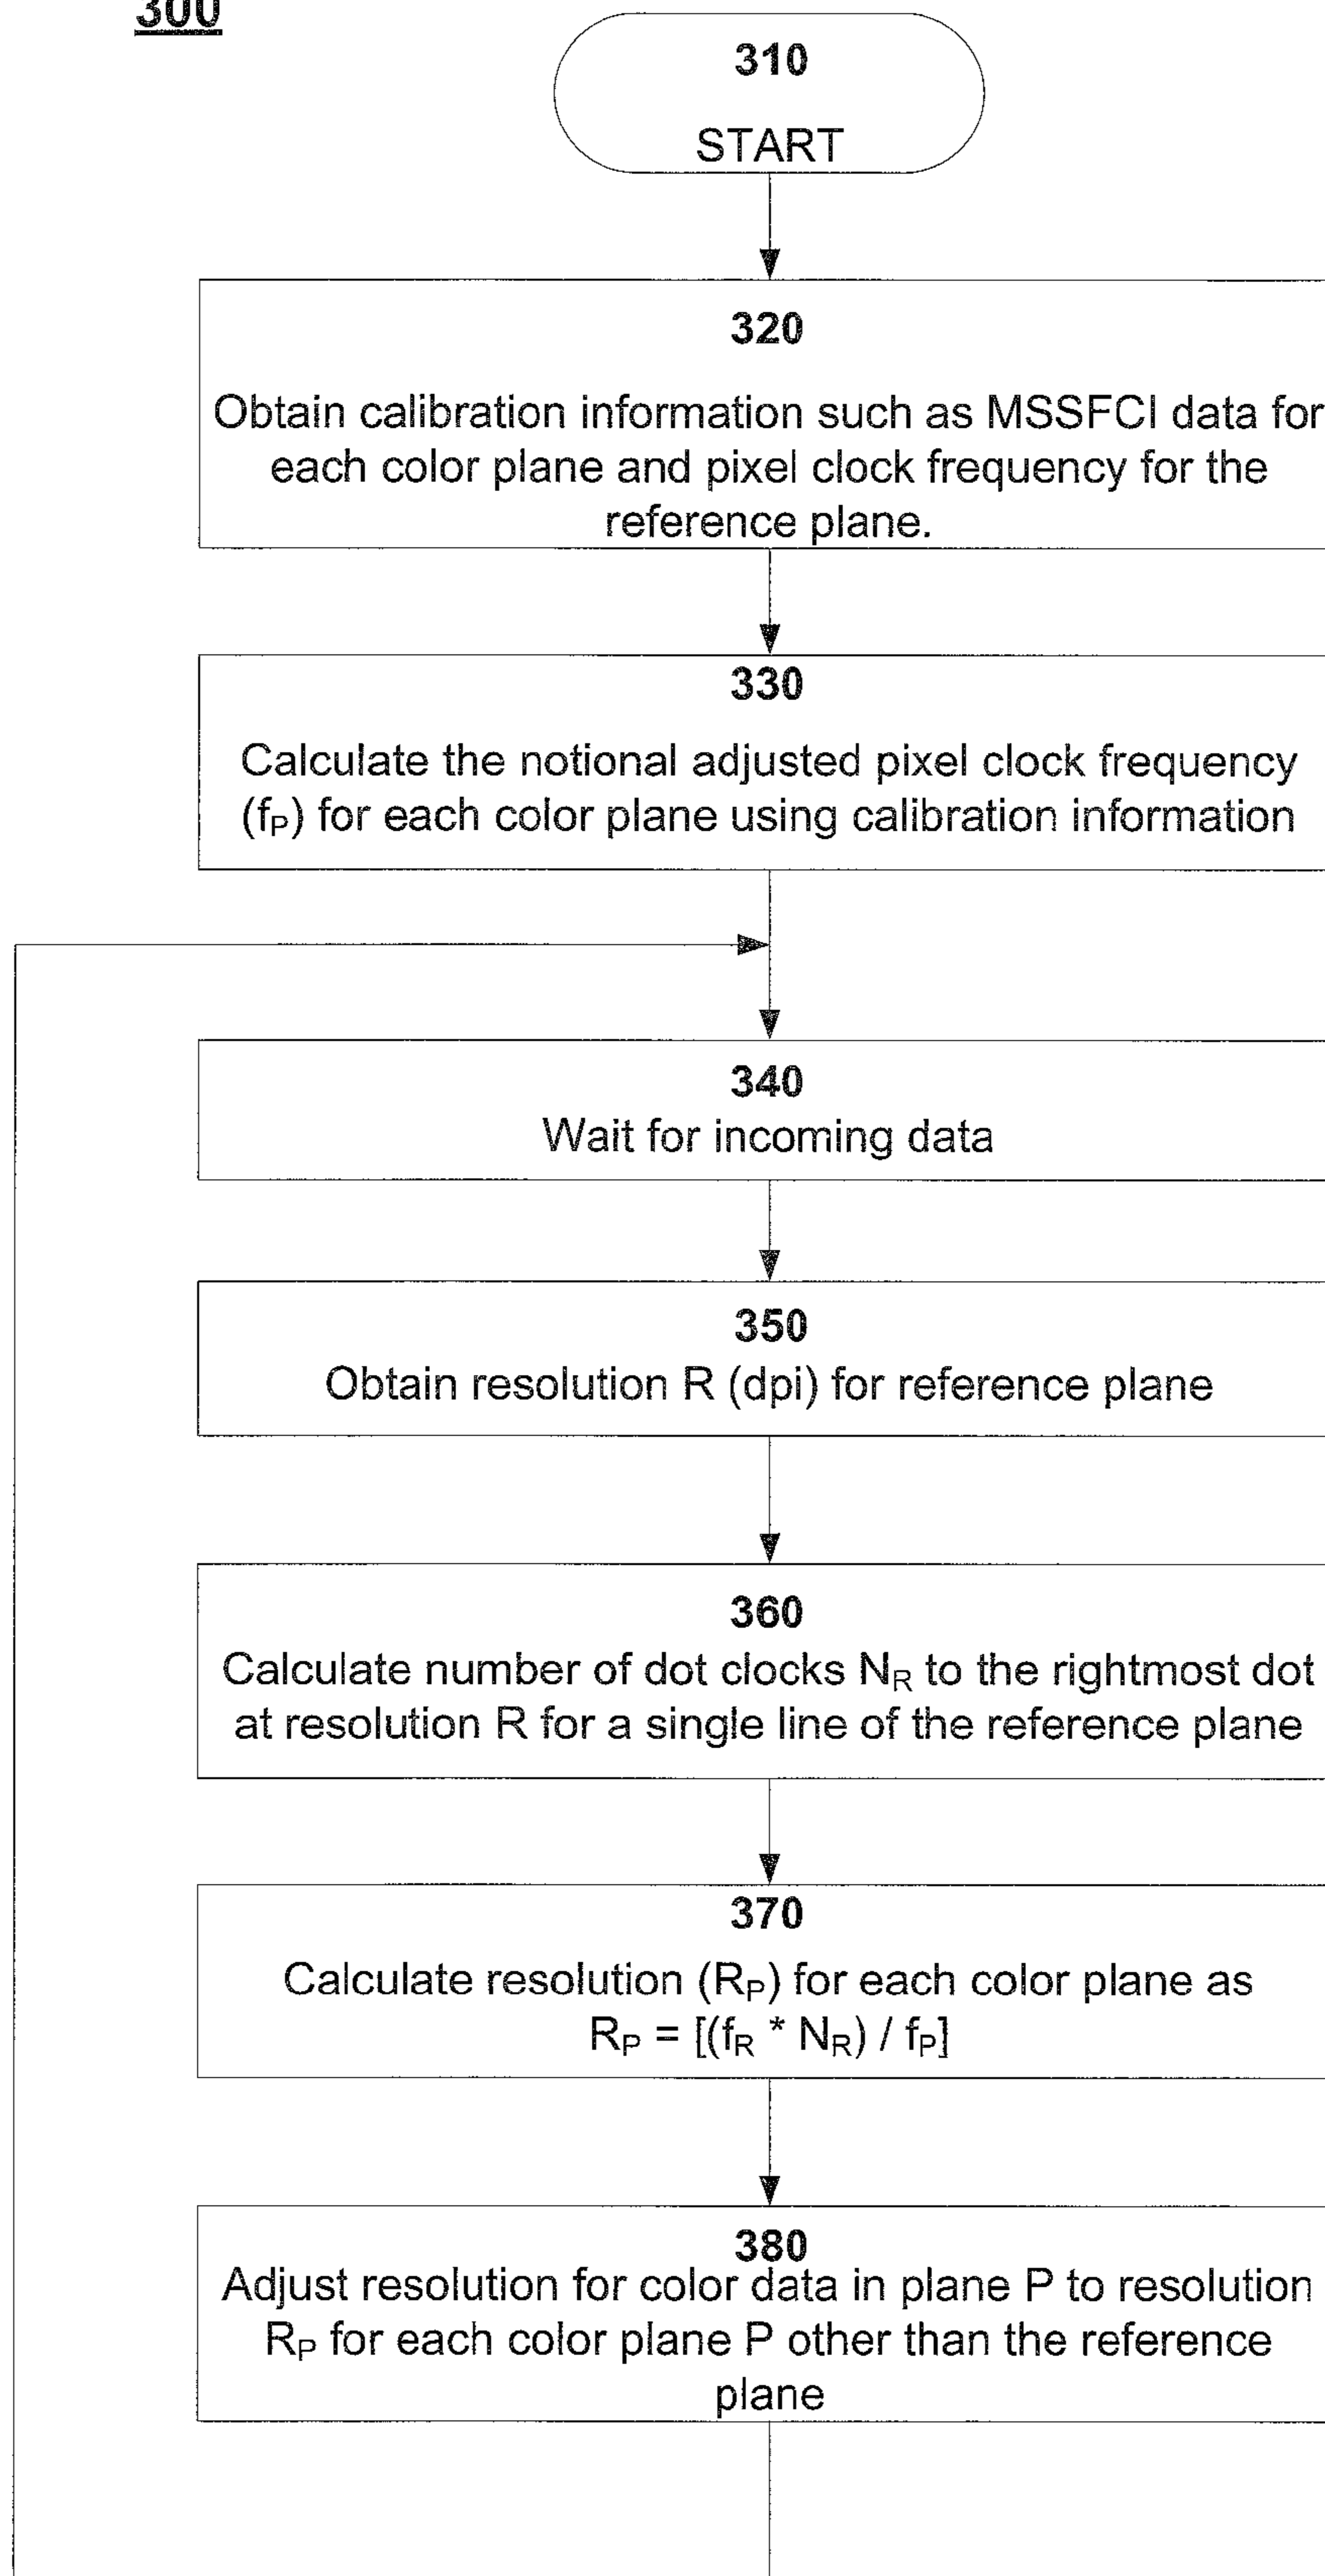 300
310
START
320
Obtain calibration information such as MSSFCI data for
each color plane and pixel clock frequency for the
reference plane.
330
Calculate the notional adjusted pixel clock frequency
(fP) for each color plane using calibration information
340
Wait for incoming data
350
Obtain resolution R (dpi) for reference plane
360
Calculate number of dot clocks NR to the rightmost dot
at resolution R for a single line of the reference plane
370
Calculate resolution (RP) for each color plane as
RP = [(fR * NR) / fP]
380
Adjust resolution for color data in plane P to resolution
RP for each color plane P other than the reference
plane